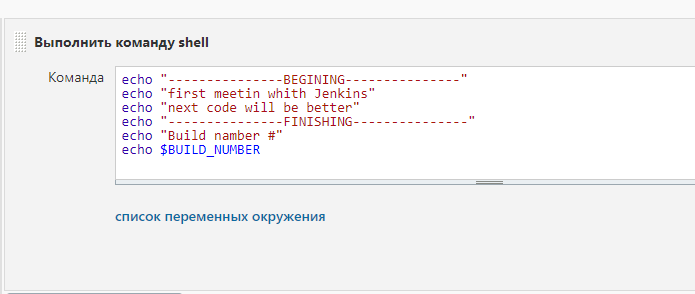 Выполнить команду shell
Команда
echo "---------------BEGINING---------------"
echo "first meetin whith Jenkins"
echo "next code will be better"
echo "---------------FINISHING---------------"
echo "Build namber #"
echo $BUILD_NUMBER
список переменных окружения